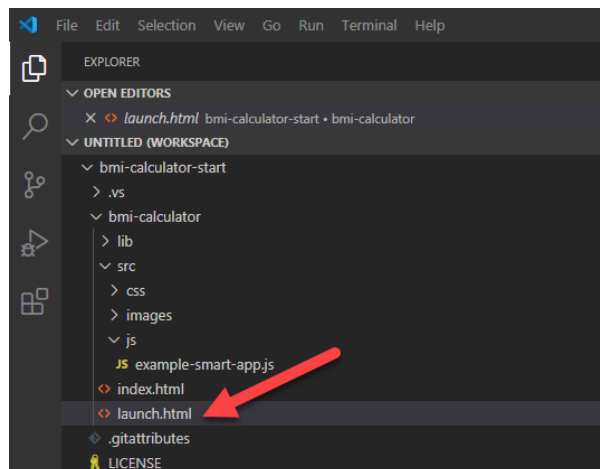 File Edit Selection View Go Run Terminal Help
EXPLORER
OPEN EDITORS
launch.html bmi-calculator-start • bmi-calculator
UNTITLED (WORKSPACE)
bmi-calculator-start
.vs
bmi-calculator
lib
src
css
images
js
JS example-smart-app.js
index.html
launch.html
.gitattributes
LICENSE